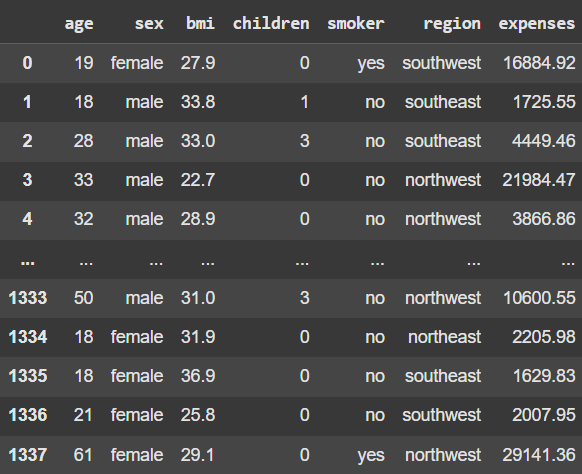 age sex bmi children smoker region expenses
0 19 female 27.9 0 yes southwest 16884.92
1 18 male 33.8 1 no southeast 1725.55
2 28 male 33.0 3 no southeast 4449.46
3 33 male 22.7 0 no northwest 21984.47
4 32 male 28.9 0 no northwest 3866.86
... ... ... ... ... ... ... ...
1333 50 male 31.0 3 no northwest 10600.55
1334 18 female 31.9 0 no northeast 2205.98
1335 18 female 36.9 0 no southeast 1629.83
1336 21 female 25.8 0 no southwest 2007.95
1337 61 female 29.1 0 yes northwest 29141.36